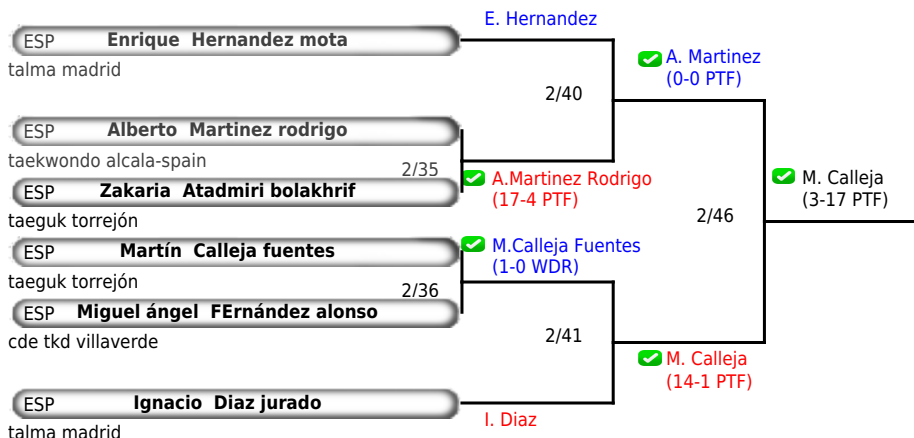 E. Hernandez
ESP Enrique Hernandez mota
talma madrid
A. Martinez
(0-0 PTF)
2/40
ESP Alberto Martinez rodrigo
taekwondo alcala-spain
2/35
A.Martinez Rodrigo
(17-4 PTF)
ESP Zakaria Atadmiri bolakhrif
taeguk torrejón
M. Calleja
(3-17 PTF)
2/46
ESP Martín Calleja fuentes
taeguk torrejón
M.Calleja Fuentes
(1-0 WDR)
2/36
ESP Miguel ángel FErnández alonso
cde tkd villaverde
2/41
M. Calleja
(14-1 PTF)
ESP Ignacio Diaz jurado
talma madrid
I. Diaz